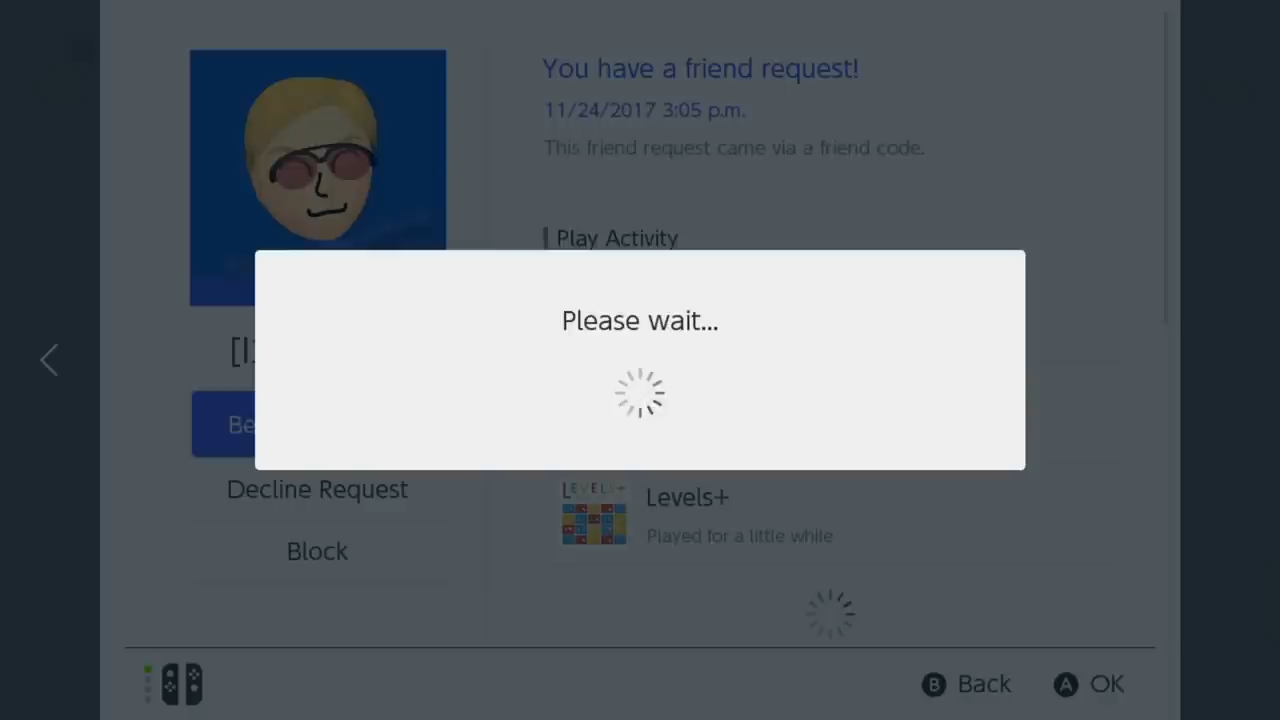 You have a friend request!
11/24/2017 3:05 p.m.
This friend request came via a friend code.
Play Activity
Please wait...
Decline Request
Block
LEVELS+
Levels+
Played for a little while
B Back
A OK